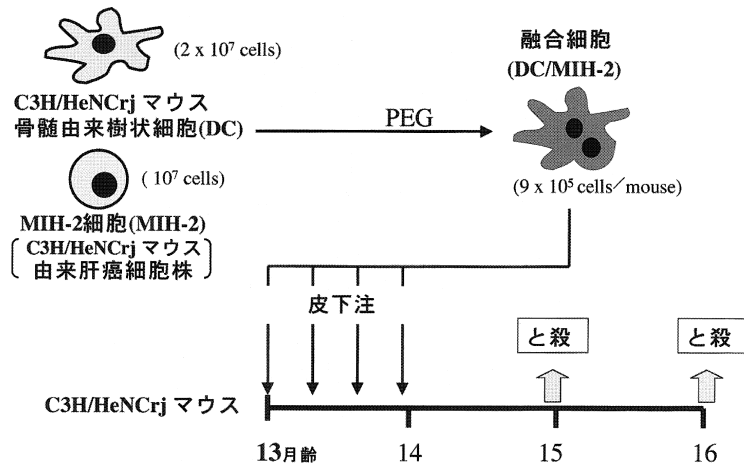 (2 x 10⁷ cells)
C3H/HeNCrj マウス
骨髄由来樹状細胞(DC)
( 10⁷ cells)
MIH-2細胞(MIH-2)
C3H/HeNCrj マウス
由来肝癌細胞株
PEG
融合細胞
(DC/MIH-2)
(9 x 10⁵ cells/mouse)
皮下注
と殺
と殺
C3H/HeNCrj マウス
13月齢
14
15
16